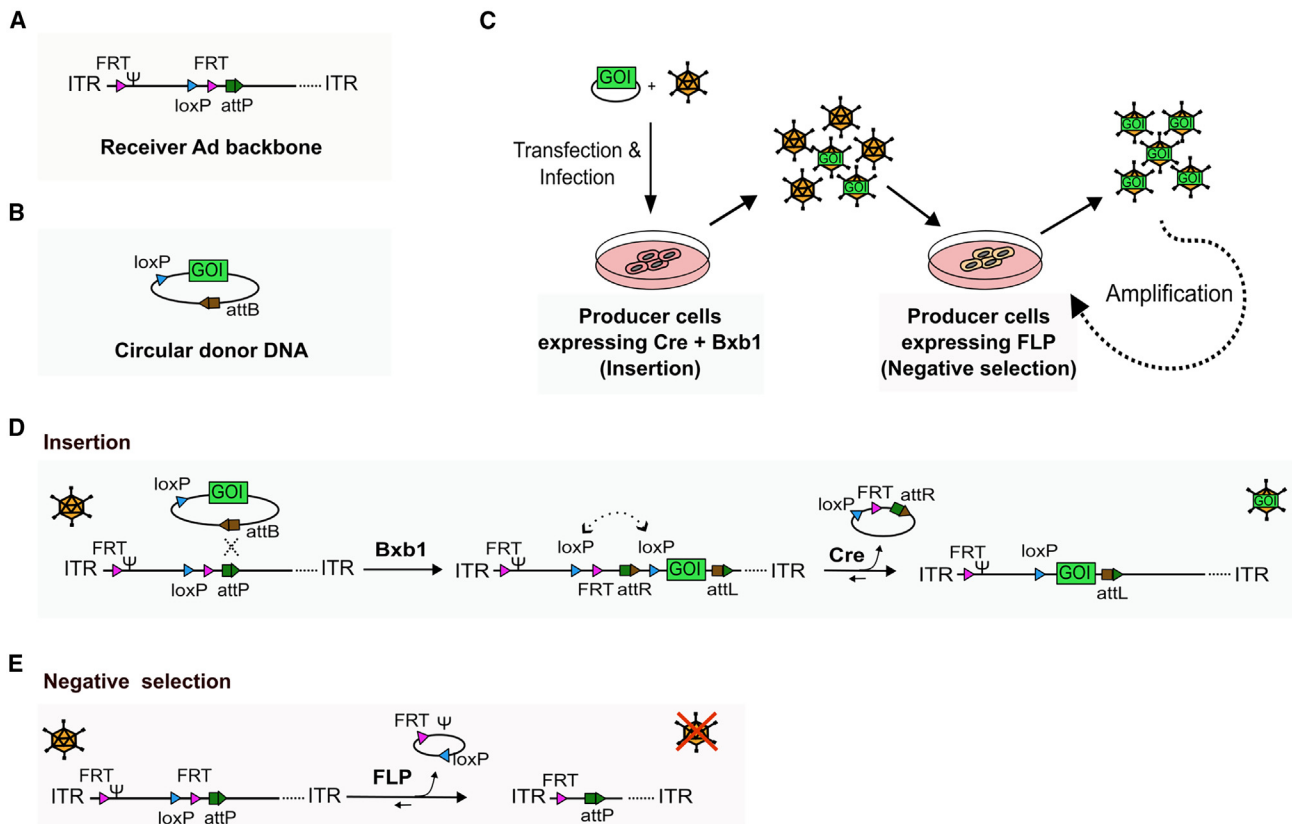 A
FRT Ψ FRT
ITR ITR
loxP attP
Receiver Ad backbone
B
loxP GOI
attB
Circular donor DNA
C
GOI +
Transfection &
Infection
GOI
GOI
GOI GOI
GOI
GOI GOI
Producer cells
expressing Cre + Bxb1
(Insertion)
Producer cells
expressing FLP
(Negative selection)
Amplification
D
Insertion
loxP GOI
attB
FRT Ψ
ITR ITR
loxP attP
Bxb1
FRT Ψ loxP loxP
ITR GOI ITR
FRT attR attL
Cre
loxP FRT attR
GOI
FRT Ψ loxP
ITR GOI ITR
attL
E
Negative selection
FRT Ψ FRT
ITR ITR
loxP attP
FLP
FRT Ψ
loxP
FRT
ITR ITR
attP